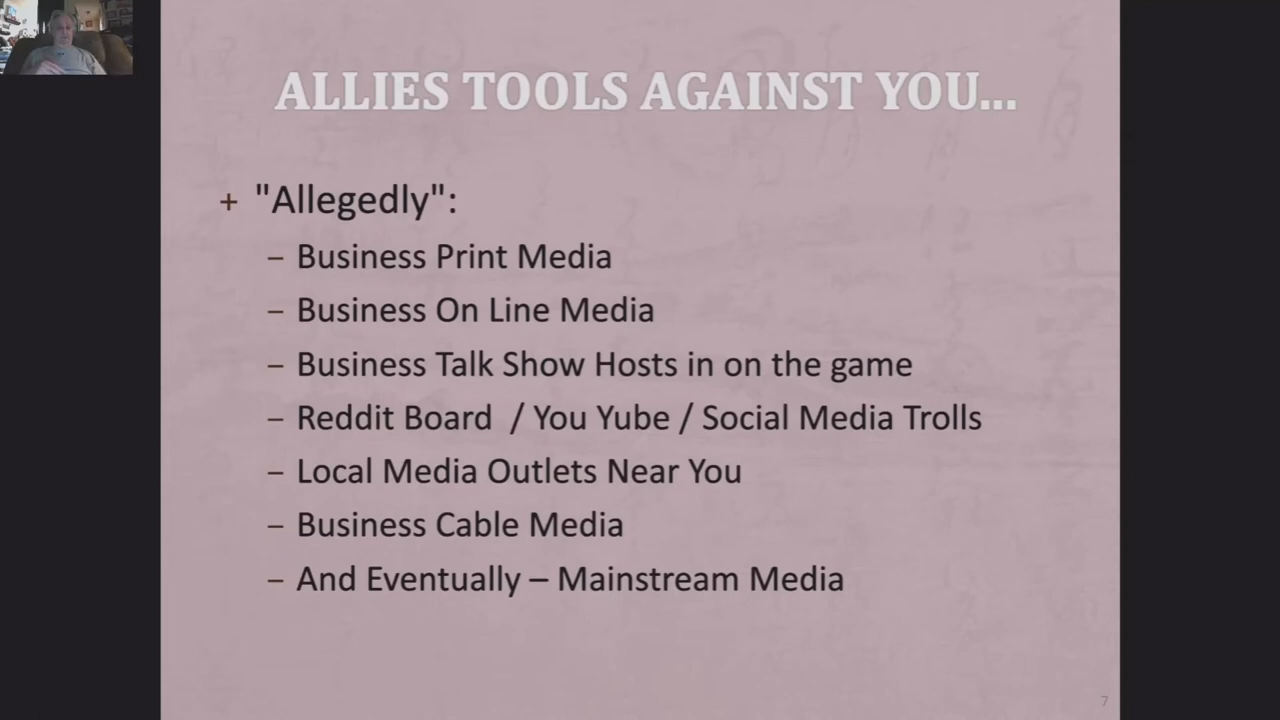 ALLIES TOOLS AGAINST YOU...
+ "Allegedly":
– Business Print Media
– Business On Line Media
– Business Talk Show Hosts in on the game
– Reddit Board / You Yube / Social Media Trolls
– Local Media Outlets Near You
– Business Cable Media
– And Eventually – Mainstream Media
7